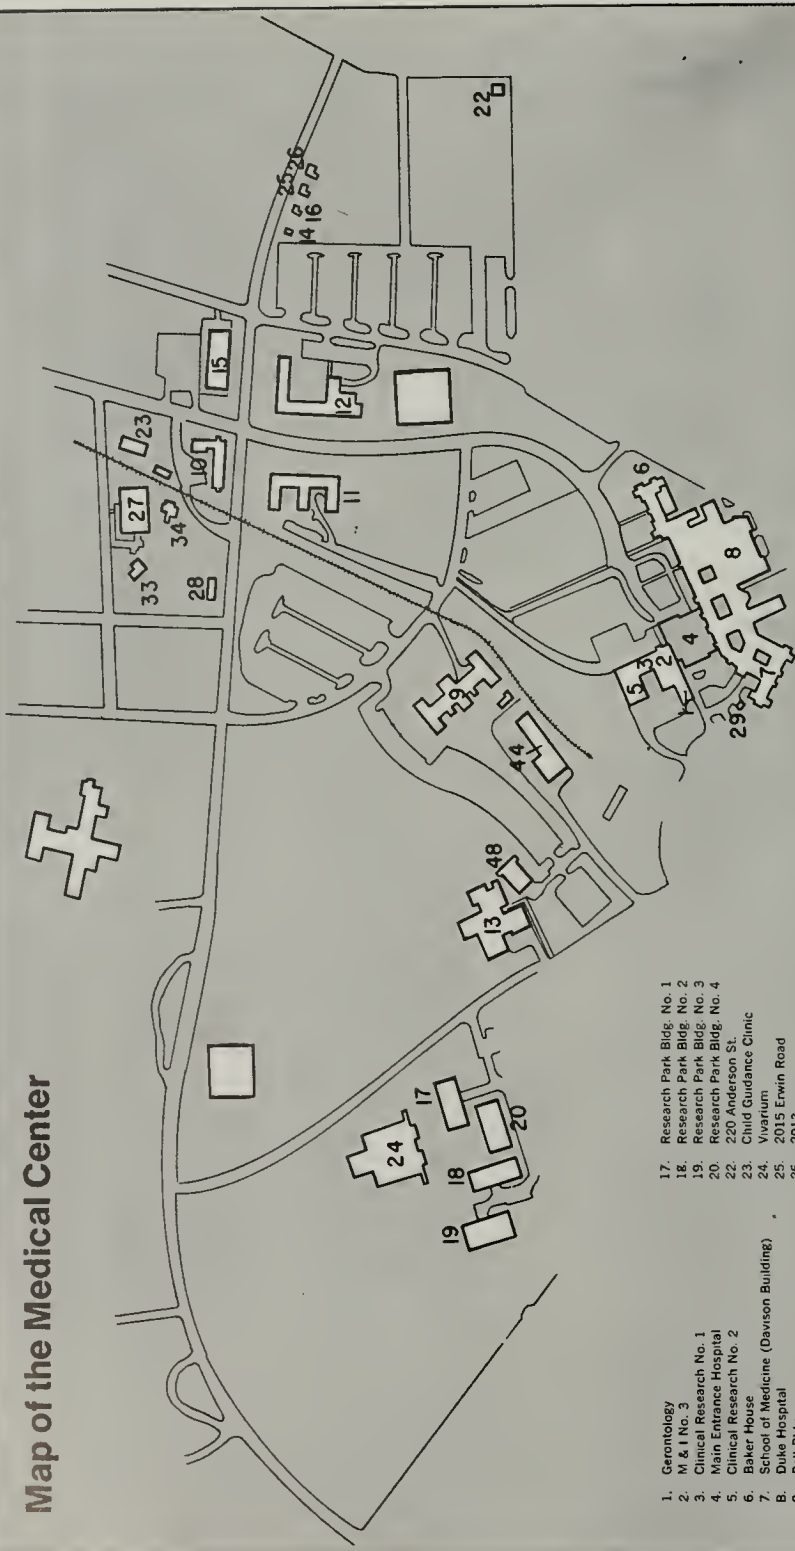 Map of the Medical Center
33
27
23
34
28
10
15
11
12
14
16
25
26
22
9
44
48
13
24
17
18
20
19
5
3
2
1
4
6
8
7
29
1. Gerontology
2. M & I No. 3
3. Clinical Research No. 1
4. Main Entrance Hospital
5. Clinical Research No. 2
6. Baker House
7. School of Medicine (Davison Building)
8. Duke Hospital
17. Research Park Bldg. No. 1
18. Research Park Bldg. No. 2
19. Research Park Bldg. No. 3
20. Research Park Bldg. No. 4
22. 220 Anderson St.
23. Child Guidance Clinic
24. Vivarium
25. 2015 Erwin Road